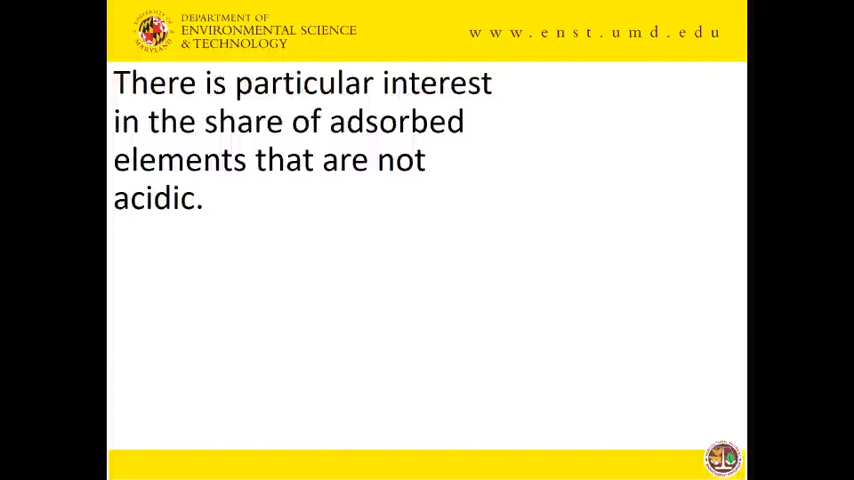 DEPARTMENT OF
ENVIRONMENTAL SCIENCE
& TECHNOLOGY
www.enst.umd.edu
There is particular interest
in the share of adsorbed
elements that are not
acidic.